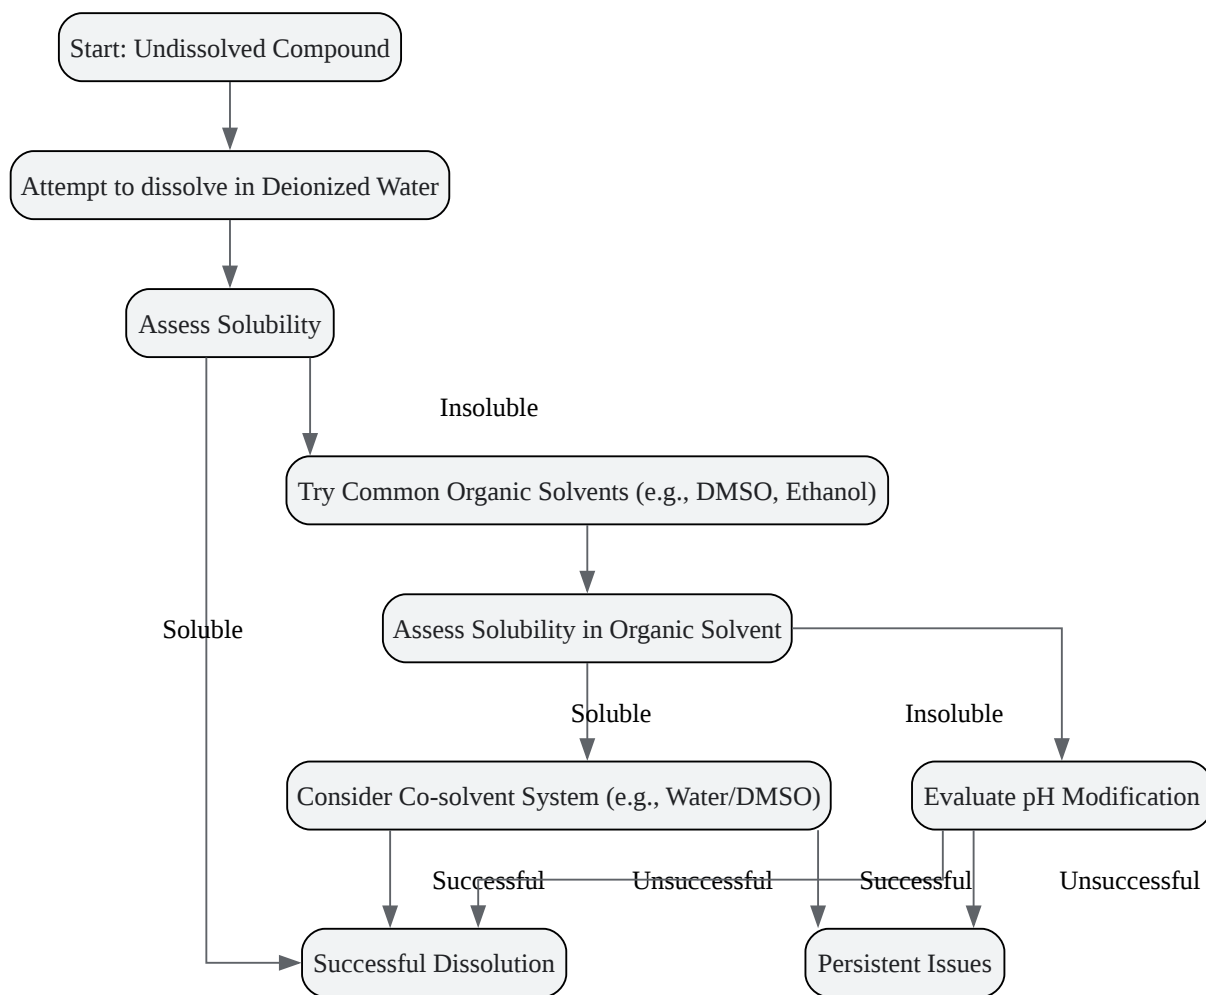 Start: Undissolved Compound
Attempt to dissolve in Deionized Water
Assess Solubility
Insoluble
Try Common Organic Solvents (e.g., DMSO, Ethanol)
Soluble
Assess Solubility in Organic Solvent
Soluble
Insoluble
Consider Co-solvent System (e.g., Water/DMSO)
Evaluate pH Modification
Successful
Unsuccessful
Successful
Unsuccessful
Successful Dissolution
Persistent Issues